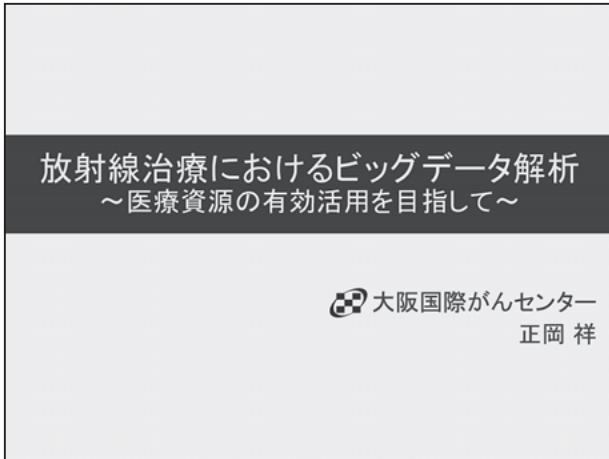 放射線治療におけるビッグデータ解析
～医療資源の有効活用を目指して～
大阪国際がんセンター
正岡 祥